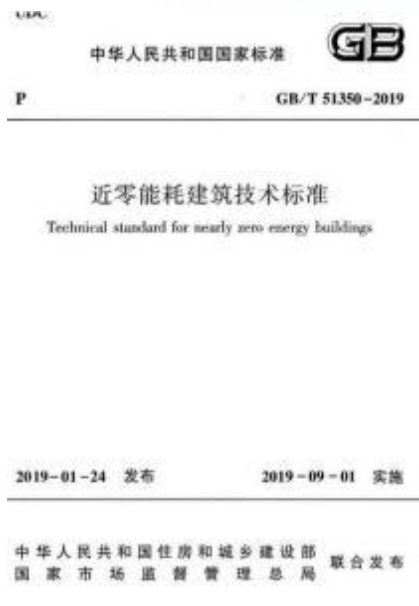 UDC
中华人民共和国国家标准 GB
P GB/T 51350-2019
近零能耗建筑技术标准
Technical standard for nearly zero energy buildings
2019-01-24 发布 2019-09-01 实施
中华人民共和国住房和城乡建设部
国家市场监督管理总局
联合发布